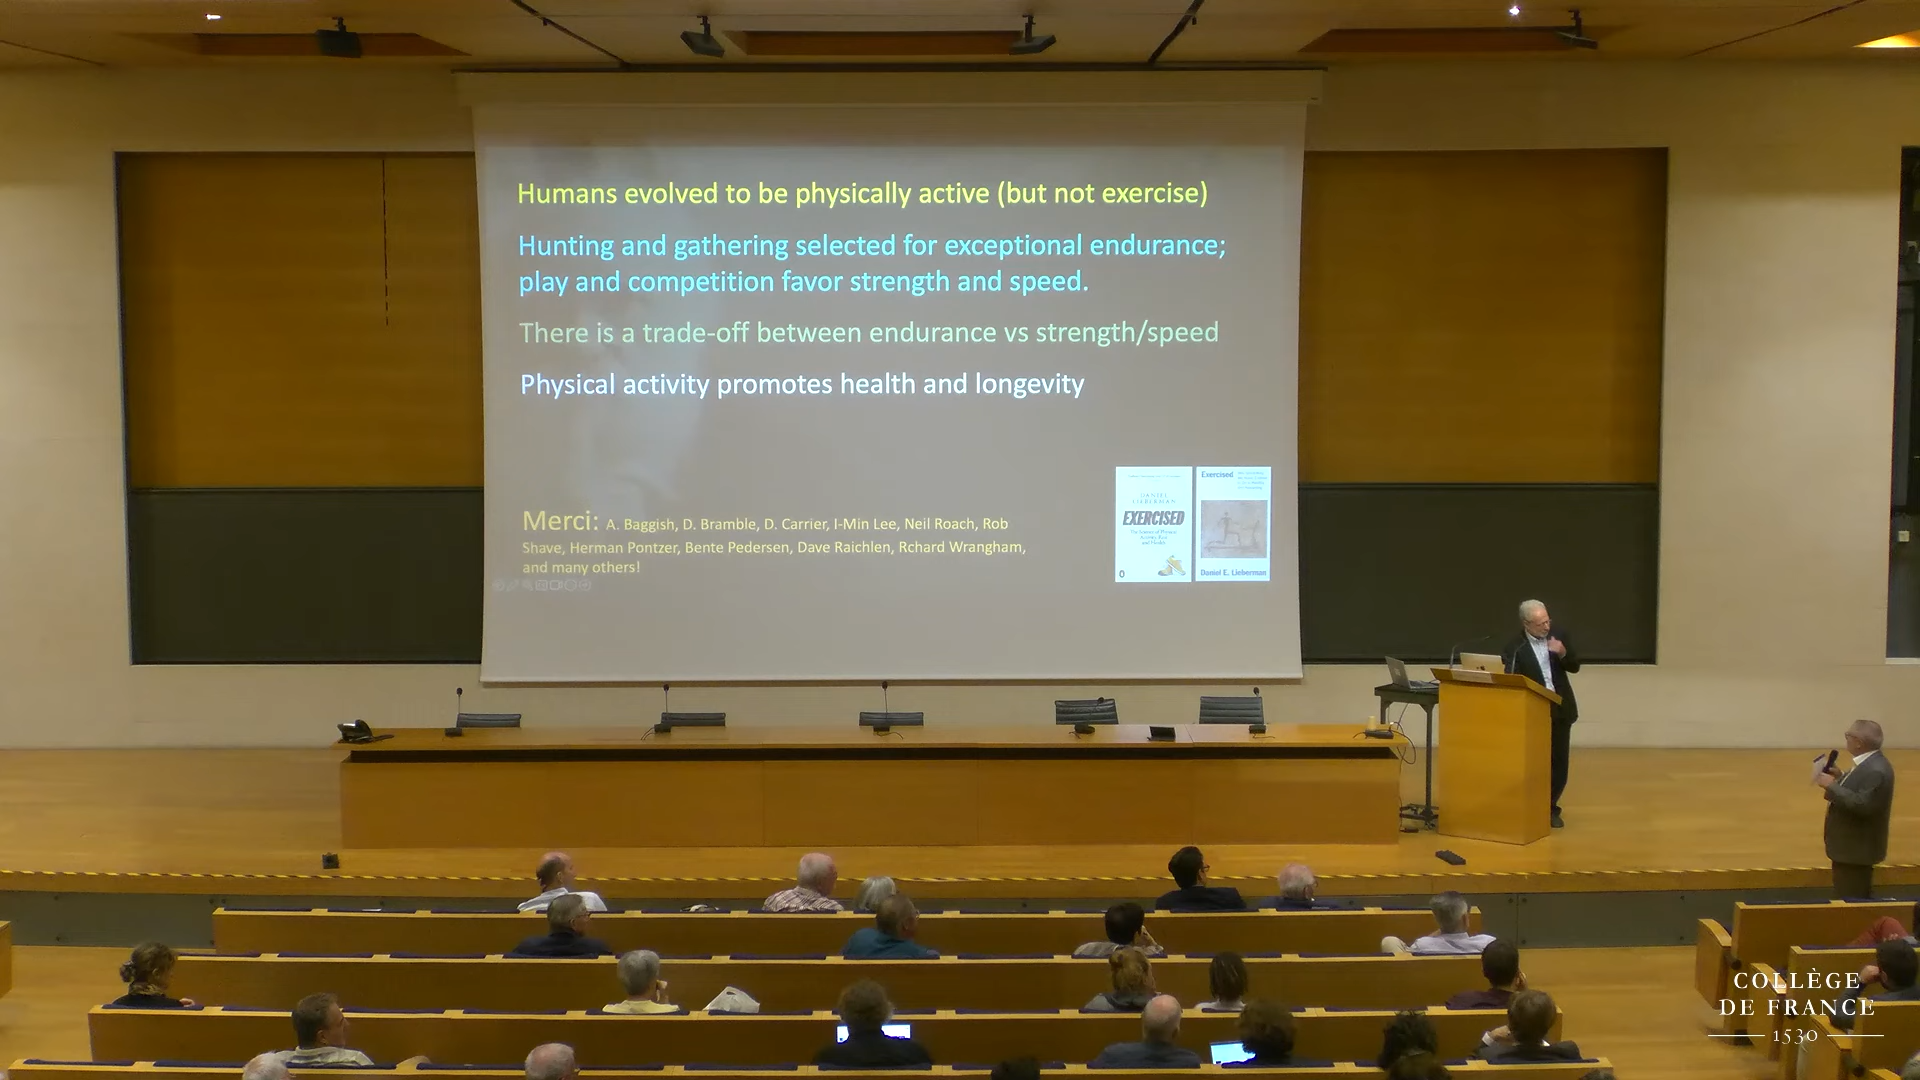 Humans evolved to be physically active (but not exercise)
Hunting and gathering selected for exceptional endurance;
play and competition favor strength and speed.
There is a trade-off between endurance vs strength/speed
Physical activity promotes health and longevity
Merci: A. Baggish, D. Bramble, D. Carrier, I-Min Lee, Neil Roach, Rob
Shave, Herman Pontzer, Bente Pedersen, Dave Raichlen, Rchard Wrangham,
and many others!
DANIEL
LIEBERMAN
EXERCISED
Exercised
Daniel E. Lieberman
COLLÈGE
DE FRANCE
1530